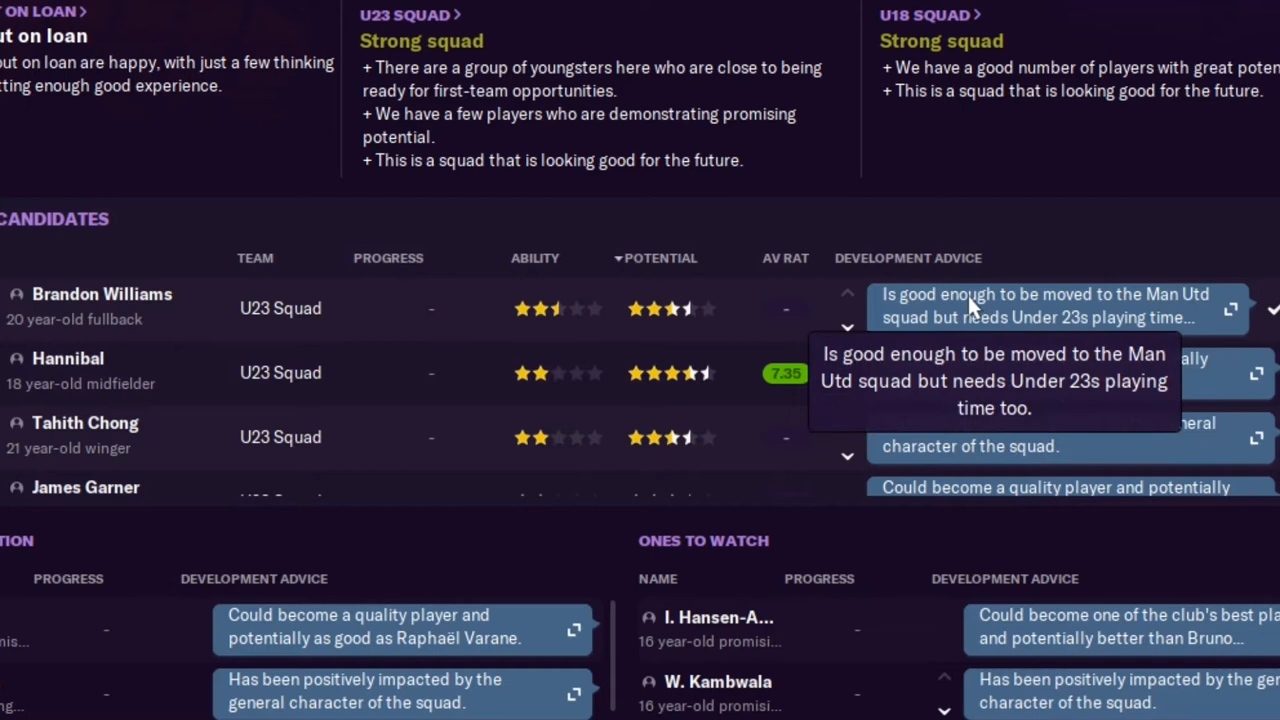 T ON LOAN >
ut on loan
out on loan are happy, with just a few thinking
tting enough good experience.
U23 SQUAD >
Strong squad
+ There are a group of youngsters here who are close to being
ready for first-team opportunities.
+ We have a few players who are demonstrating promising
potential.
+ This is a squad that is looking good for the future.
U18 SQUAD >
Strong squad
+ We have a good number of players with great poten
+ This is a squad that is looking good for the future.
CANDIDATES
TEAM PROGRESS ABILITY POTENTIAL AV RAT DEVELOPMENT ADVICE
Brandon Williams
20 year-old fullback
U23 Squad - -
Is good enough to be moved to the Man Utd
squad but needs Under 23s playing time...
Is good enough to be moved to the Man
Utd squad but needs Under 23s playing
time too.
Hannibal
18 year-old midfielder
U23 Squad - 7.35
ally
Tahith Chong
21 year-old winger
U23 Squad - -
neral
character of the squad.
James Garner
Could become a quality player and potentially
TION
PROGRESS DEVELOPMENT ADVICE
mis... -
Could become a quality player and
potentially as good as Raphaël Varane.
ng... -
Has been positively impacted by the
general character of the squad.
ONES TO WATCH
NAME PROGRESS DEVELOPMENT ADVICE
I. Hansen-A...
16 year-old promisi... -
Could become one of the club's best pla
and potentially better than Bruno...
W. Kambwala
16 year-old promisi... -
Has been positively impacted by the gen
character of the squad.